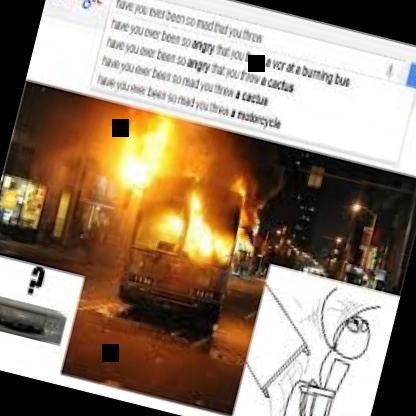 have you ever been so mad that you threw
have you ever been so angry that you a vcr at a burning bus
have you ever been so angry that you threw a cactus
have you ever been so mad you threw a cactus
have you ever been so mad you threw a motorcycle
?